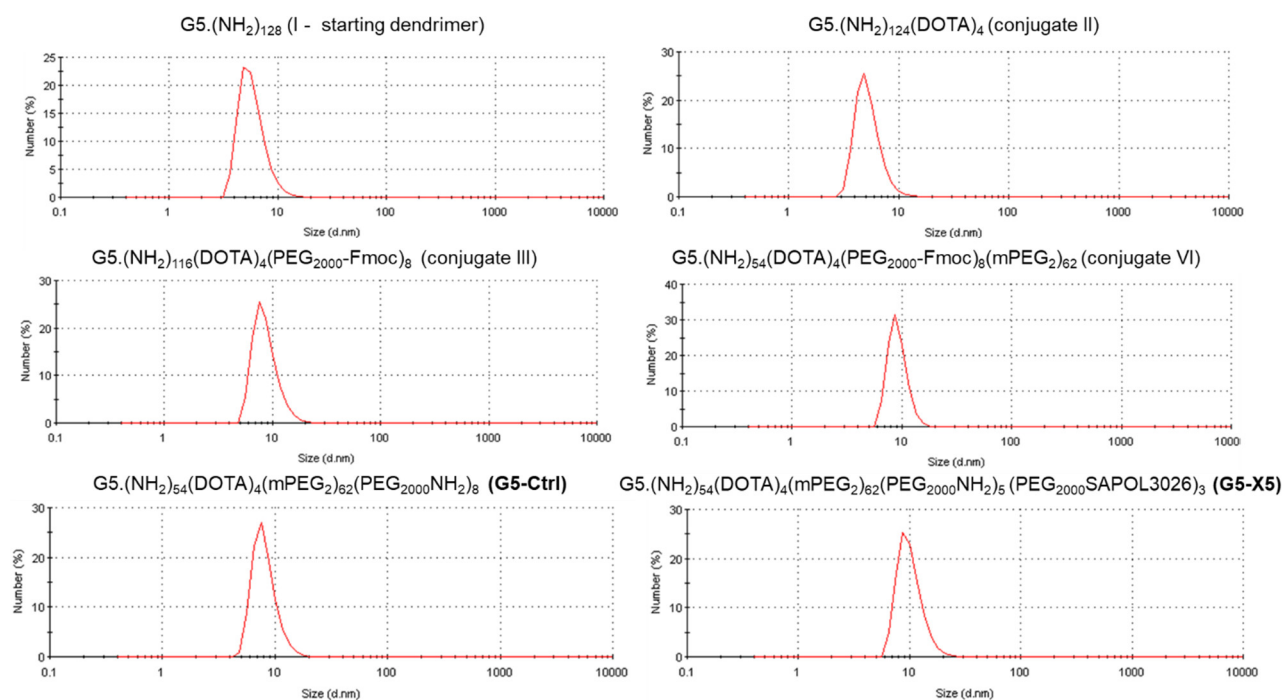 G5.(NH₂)₁₂₈ (I - starting dendrimer)
25
20
15
10
5
0
Number (%)
0.1 1 10 100 1000 10000
Size (d.nm)
G5.(NH₂)₁₂₄(DOTA)₄ (conjugate II)
30
20
10
0
Number (%)
0.1 1 10 100 1000 10000
Size (d.nm)
G5.(NH₂)₁₁₆(DOTA)₄(PEG₂₀₀₀-Fmoc)₈ (conjugate III)
30
20
10
0
Number (%)
0.1 1 10 100 1000 10000
Size (d.nm)
G5.(NH₂)₅₄(DOTA)₄(PEG₂₀₀₀-Fmoc)₈(mPEG₂)₆₂ (conjugate VI)
40
30
20
10
0
Number (%)
0.1 1 10 100 1000 10000
Size (d.nm)
G5.(NH₂)₅₄(DOTA)₄(mPEG₂)₆₂(PEG₂₀₀₀NH₂)₈ (G5-Ctrl)
30
20
10
0
Number (%)
0.1 1 10 100 1000 10000
Size (d.nm)
G5.(NH₂)₅₄(DOTA)₄(mPEG₂)₆₂(PEG₂₀₀₀NH₂)₅ (PEG₂₀₀₀SAPOL3026)₃ (G5-X5)
30
20
10
0
Number (%)
0.1 1 10 100 1000 10000
Size (d.nm)